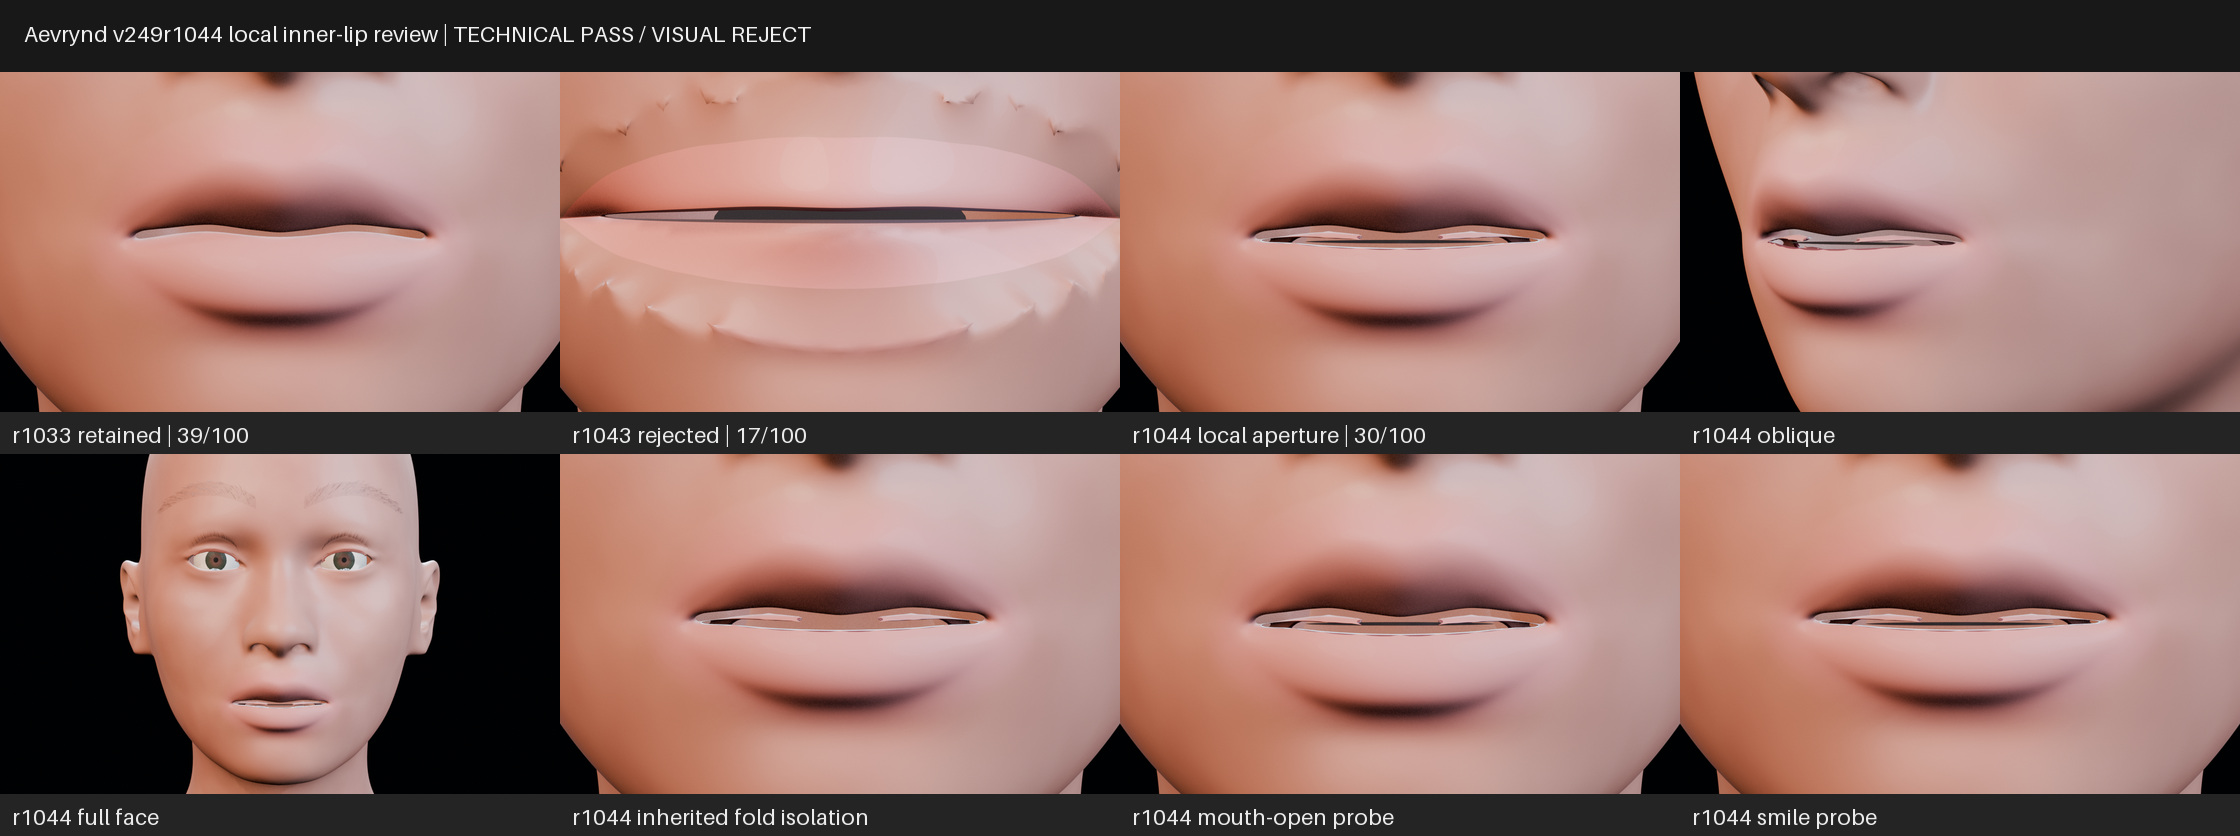 Aevrynd v249r1044 local inner-lip review | TECHNICAL PASS / VISUAL REJECT
r1033 retained | 39/100
r1043 rejected | 17/100
r1044 local aperture | 30/100
r1044 oblique
r1044 full face
r1044 inherited fold isolation
r1044 mouth-open probe
r1044 smile probe